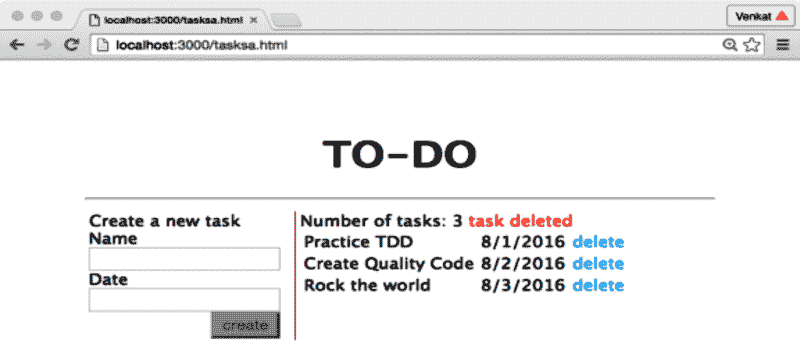 localhost:3000/tasksa.html
Venkat
localhost:3000/tasksa.html
TO-DO
Create a new task
Name
Date
create
Number of tasks: 3 task deleted
Practice TDD 8/1/2016 delete
Create Quality Code 8/2/2016 delete
Rock the world 8/3/2016 delete